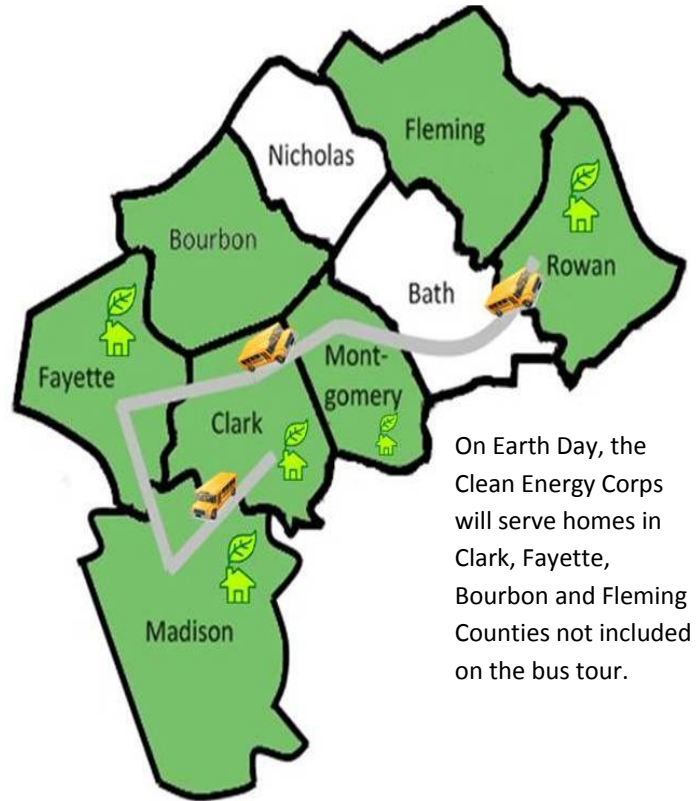 Fleming
Nicholas
Bourbon
Rowan
Bath
Fayette
Mont-
gomery
Clark
Madison
On Earth Day, the
Clean Energy Corps
will serve homes in
Clark, Fayette,
Bourbon and Fleming
Counties not included
on the bus tour.